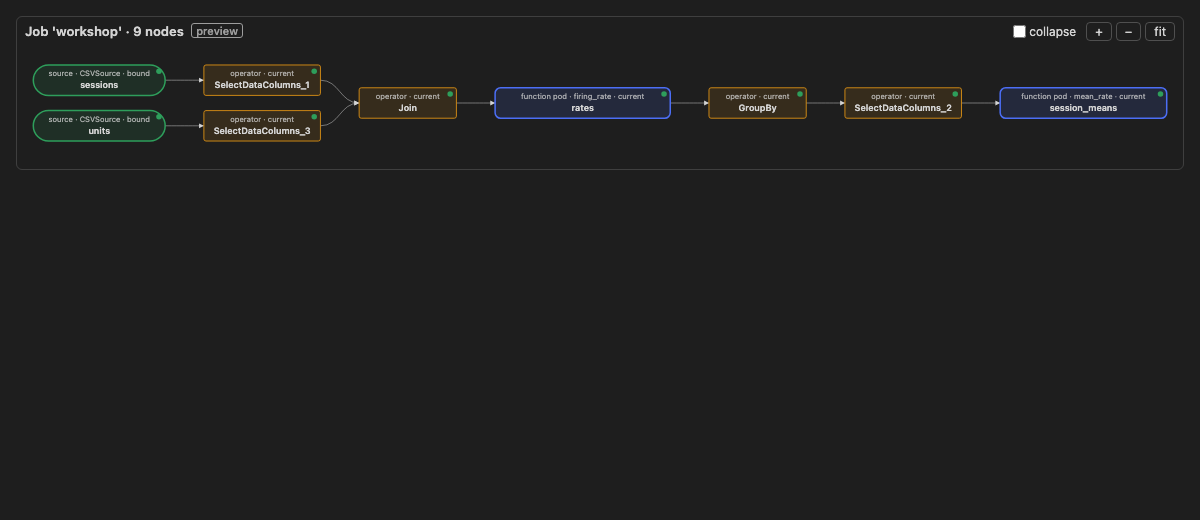 Job 'workshop' · 9 nodes preview
collapse + − fit
source · CSVSource · bound
sessions
operator · current
SelectDataColumns_1
source · CSVSource · bound
units
operator · current
SelectDataColumns_3
operator · current
Join
function pod · firing_rate · current
rates
operator · current
GroupBy
operator · current
SelectDataColumns_2
function pod · mean_rate · current
session_means